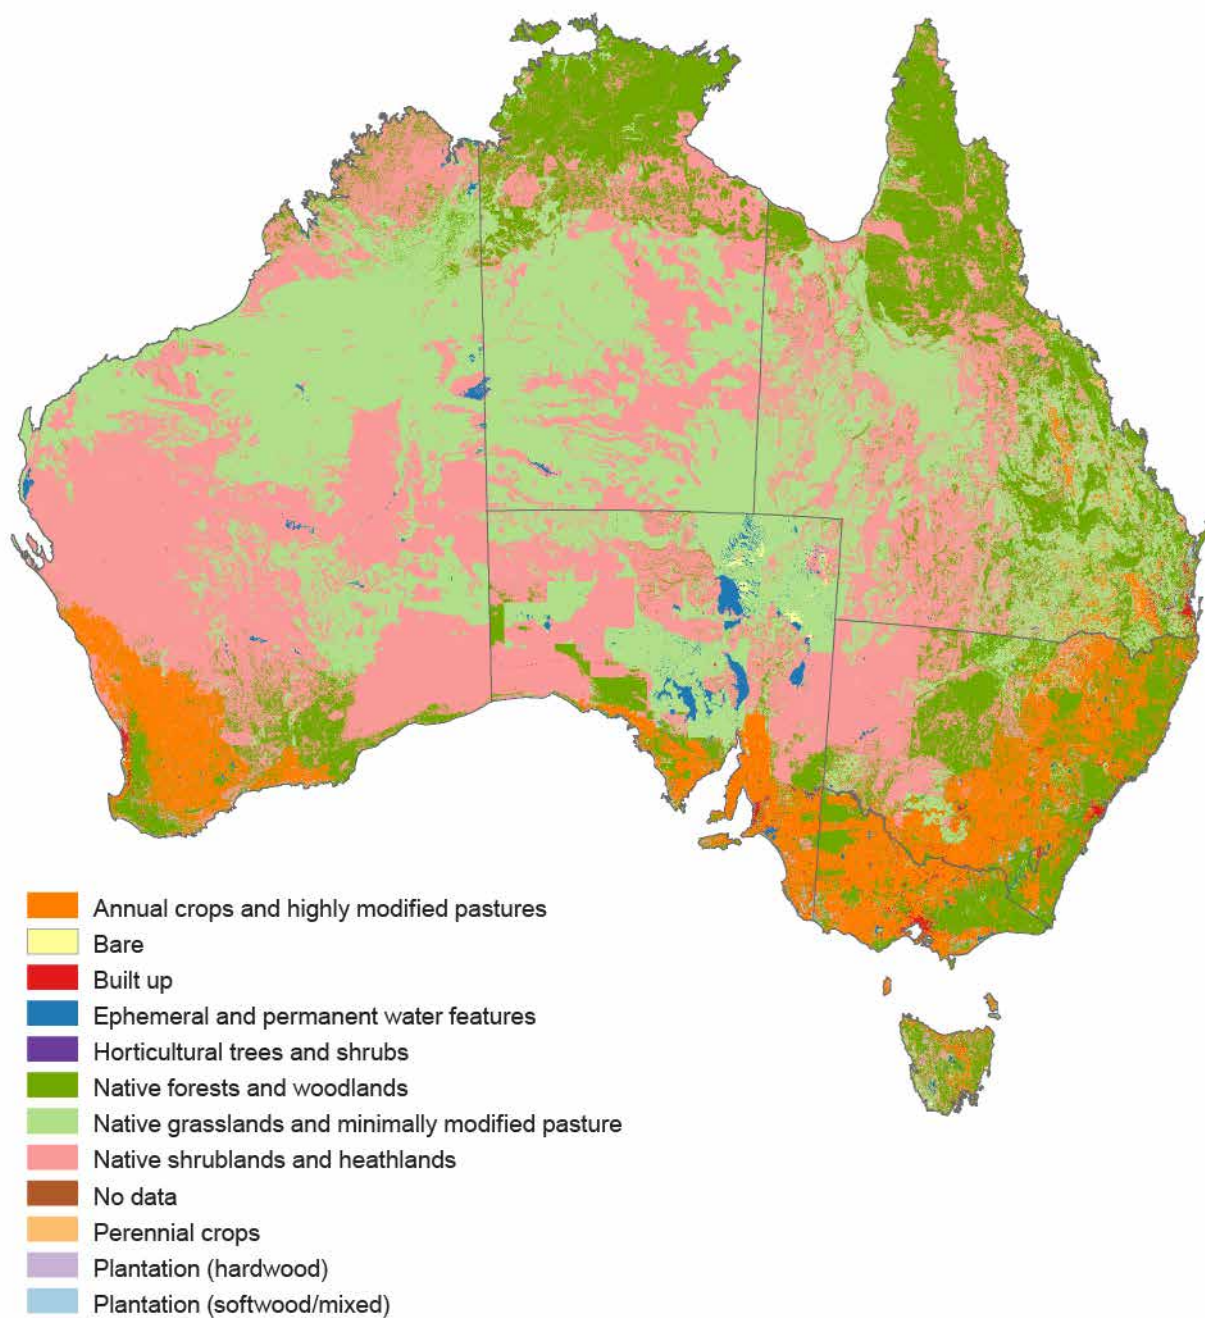 Annual crops and highly modified pastures
Bare
Built up
Ephemeral and permanent water features
Horticultural trees and shrubs
Native forests and woodlands
Native grasslands and minimally modified pasture
Native shrublands and heathlands
No data
Perennial crops
Plantation (hardwood)
Plantation (softwood/mixed)